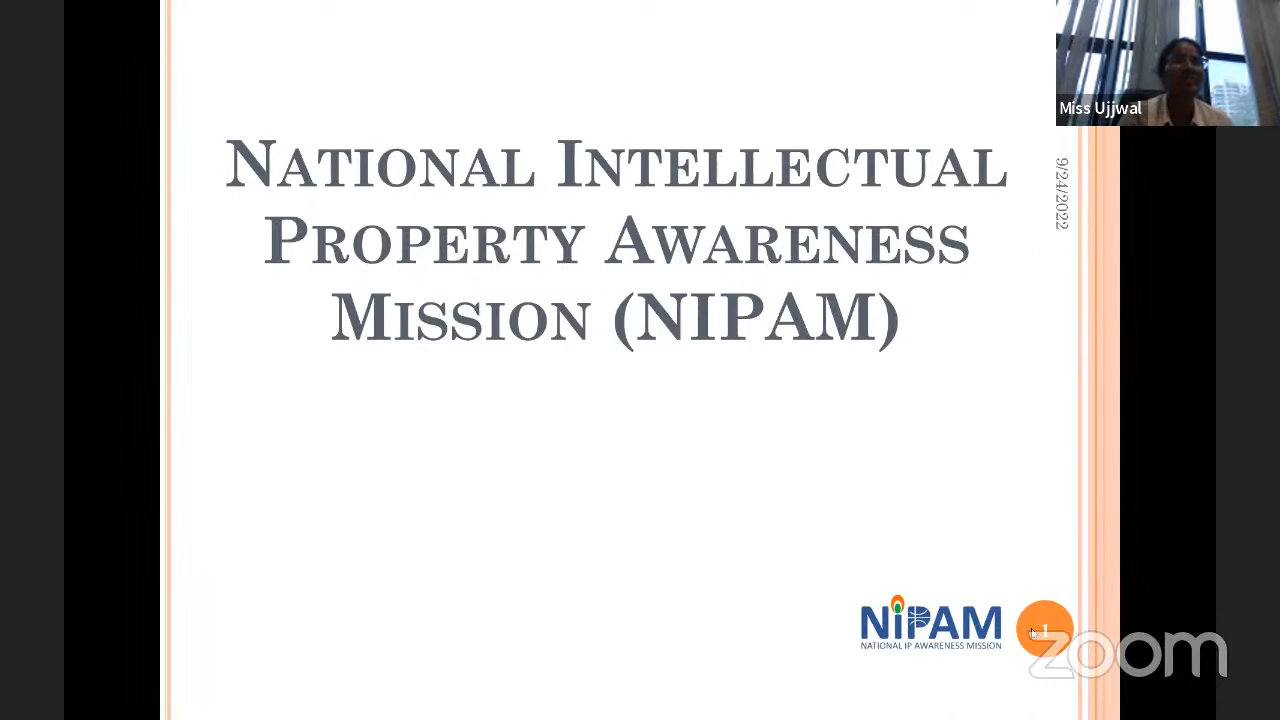 Miss Ujjwal
9/24/2022
NATIONAL INTELLECTUAL
PROPERTY AWARENESS
MISSION (NIPAM)
NiPAM
NATIONAL IP AWARENESS MISSION
1
zoom